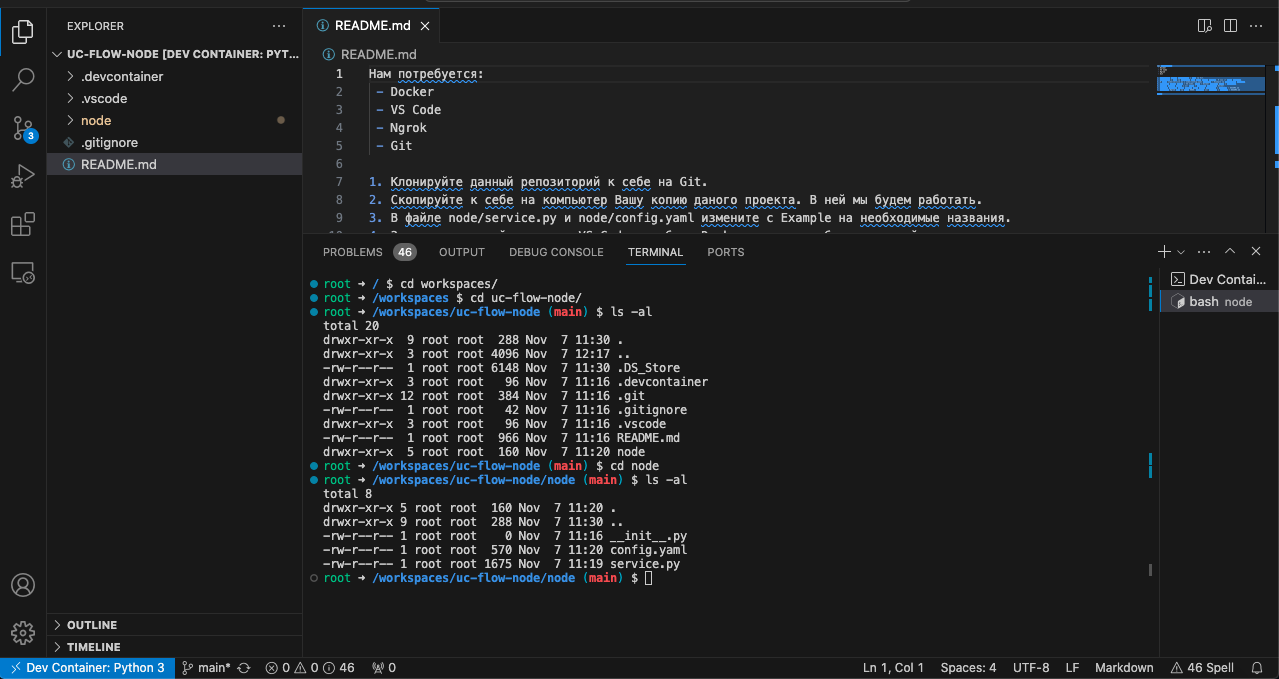 EXPLORER
UC-FLOW-NODE [DEV CONTAINER: PYT...
.devcontainer
.vscode
node
.gitignore
README.md
3
OUTLINE
TIMELINE
README.md
README.md
1 Нам потребуется:
2 - Docker
3 - VS Code
4 - Ngrok
5 - Git
6
7 1. Клонируйте данный репозиторий к себе на Git.
8 2. Скопируйте к себе на компьютер Вашу копию даного проекта. В ней мы будем работать.
9 3. В файле node/service.py и node/config.yaml измените с Example на необходимые названия.
PROBLEMS 46 OUTPUT DEBUG CONSOLE TERMINAL PORTS
root ➜ / $ cd workspaces/
root ➜ /workspaces $ cd uc-flow-node/
root ➜ /workspaces/uc-flow-node (main) $ ls -al
total 20
drwxr-xr-x 9 root root 288 Nov 7 11:30 .
drwxr-xr-x 3 root root 4096 Nov 7 12:17 ..
-rw-r--r-- 1 root root 6148 Nov 7 11:30 .DS_Store
drwxr-xr-x 3 root root 96 Nov 7 11:16 .devcontainer
drwxr-xr-x 12 root root 384 Nov 7 11:16 .git
-rw-r--r-- 1 root root 42 Nov 7 11:16 .gitignore
drwxr-xr-x 3 root root 96 Nov 7 11:16 .vscode
-rw-r--r-- 1 root root 966 Nov 7 11:16 README.md
drwxr-xr-x 5 root root 160 Nov 7 11:20 node
root ➜ /workspaces/uc-flow-node (main) $ cd node
root ➜ /workspaces/uc-flow-node/node (main) $ ls -al
total 8
drwxr-xr-x 5 root root 160 Nov 7 11:20 .
drwxr-xr-x 9 root root 288 Nov 7 11:30 ..
-rw-r--r-- 1 root root 0 Nov 7 11:16 __init__.py
-rw-r--r-- 1 root root 570 Nov 7 11:20 config.yaml
-rw-r--r-- 1 root root 1675 Nov 7 11:19 service.py
root ➜ /workspaces/uc-flow-node/node (main) $
Dev Contai...
bash node
Dev Container: Python 3 main* 0 0 46 0 Ln 1, Col 1 Spaces: 4 UTF-8 LF Markdown 46 Spell